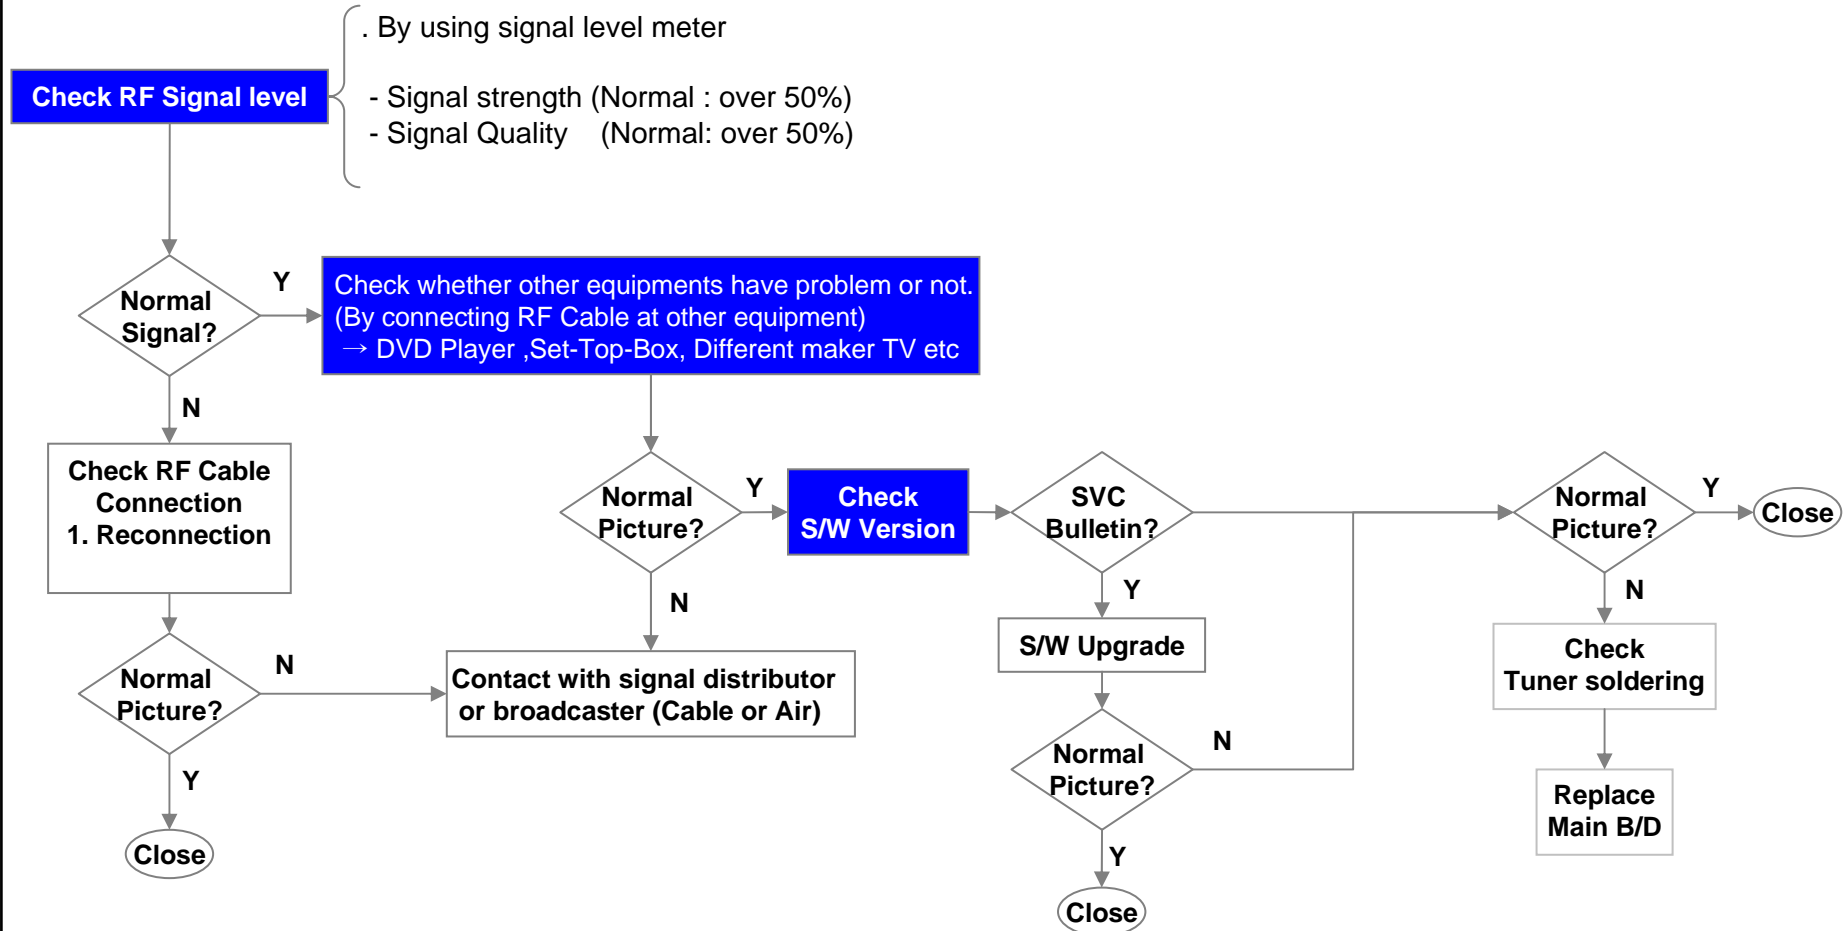 . By using signal level meter
Check RF Signal level
- Signal strength (Normal : over 50%)
- Signal Quality (Normal: over 50%)
Normal
Signal?
Y
N
Check whether other equipments have problem or not.
(By connecting RF Cable at other equipment)
→ DVD Player ,Set-Top-Box, Different maker TV etc
Check RF Cable
Connection
1. Reconnection
Normal
Picture?
N
Y
Close
Normal
Picture?
Y
N
Contact with signal distributor
or broadcaster (Cable or Air)
Check
S/W Version
SVC
Bulletin?
Y
S/W Upgrade
Normal
Picture?
N
Y
Close
Normal
Picture?
Y
Close
N
Check
Tuner soldering
Replace
Main B/D